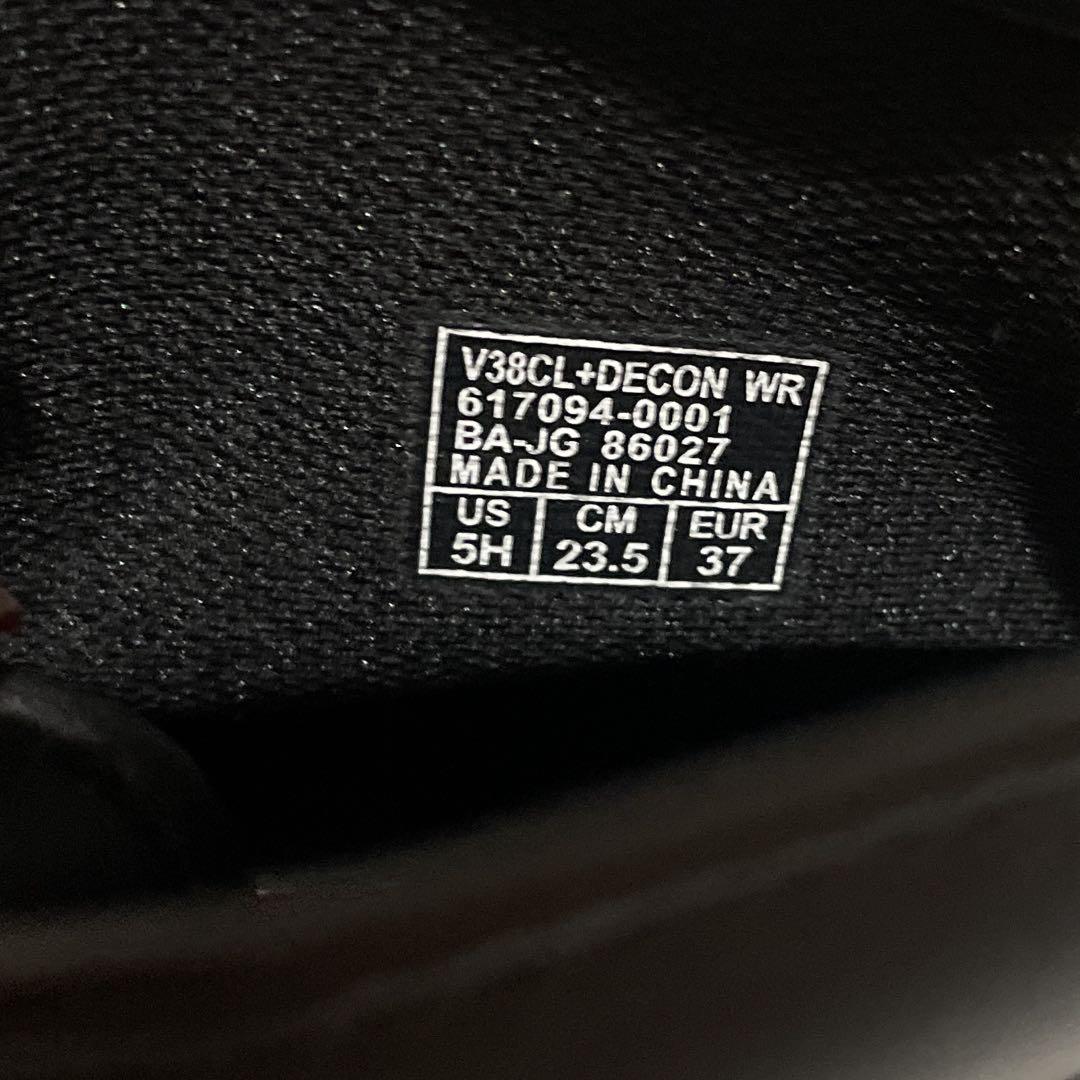 V38CL+DECON WR
617094-0001
BA-JG 86027
MADE IN CHINA
US CM EUR
5H 23.5 37